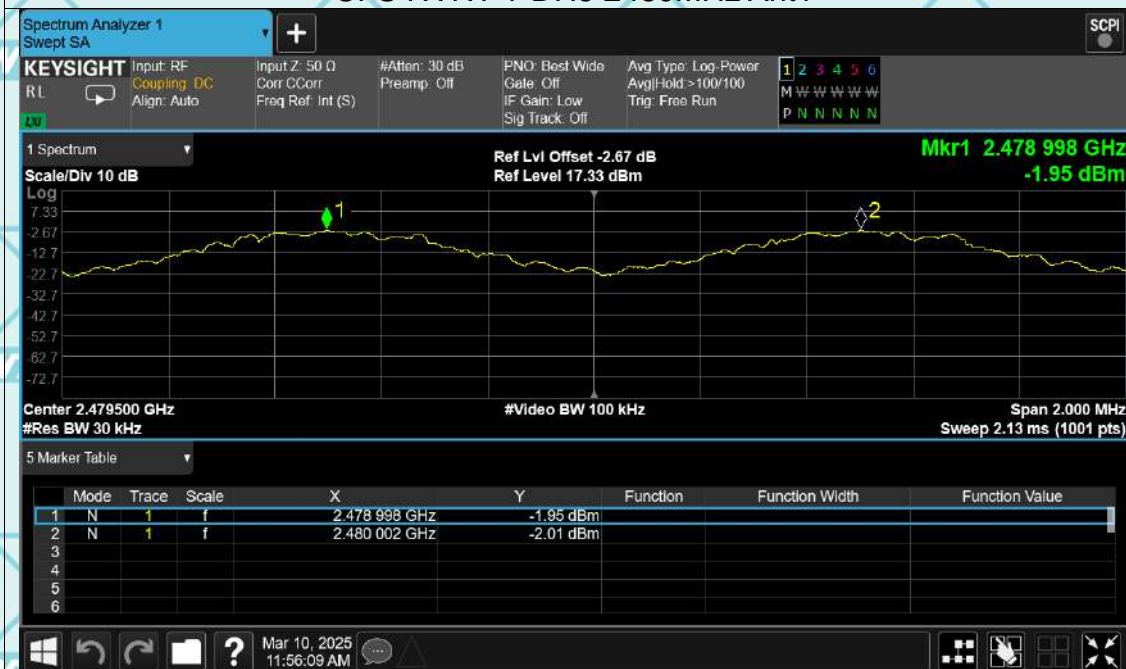 Spectrum Analyzer 1
Swept SA
+
SCPI
KEYSIGHT
RL
LXI
Input: RF
Coupling: DC
Align: Auto
Input Z: 50 Ω
Corr CCorr
Freq Ref: Int (S)
#Atten: 30 dB
Preamp: Off
PNO: Best Wide
Gate: Off
IF Gain: Low
Sig Track: Off
Avg Type: Log-Power
Avg|Hold:>100/100
Trig: Free Run
1 2 3 4 5 6
M W W W W W
P N N N N N
1 Spectrum
Scale/Div 10 dB
Ref Lvl Offset -2.67 dB
Ref Level 17.33 dBm
Mkr1 2.478 998 GHz
-1.95 dBm
Log
7.33
-2.67
-12.7
-22.7
-32.7
-42.7
-52.7
-62.7
-72.7
1
2
Center 2.479500 GHz
#Res BW 30 kHz
#Video BW 100 kHz
Span 2.000 MHz
Sweep 2.13 ms (1001 pts)
5 Marker Table
Mode Trace Scale X Y Function Function Width Function Value
1 N 1 f 2.478 998 GHz -1.95 dBm
2 N 1 f 2.480 002 GHz -2.01 dBm
3
4
5
6
?
Mar 10, 2025
11:56:09 AM